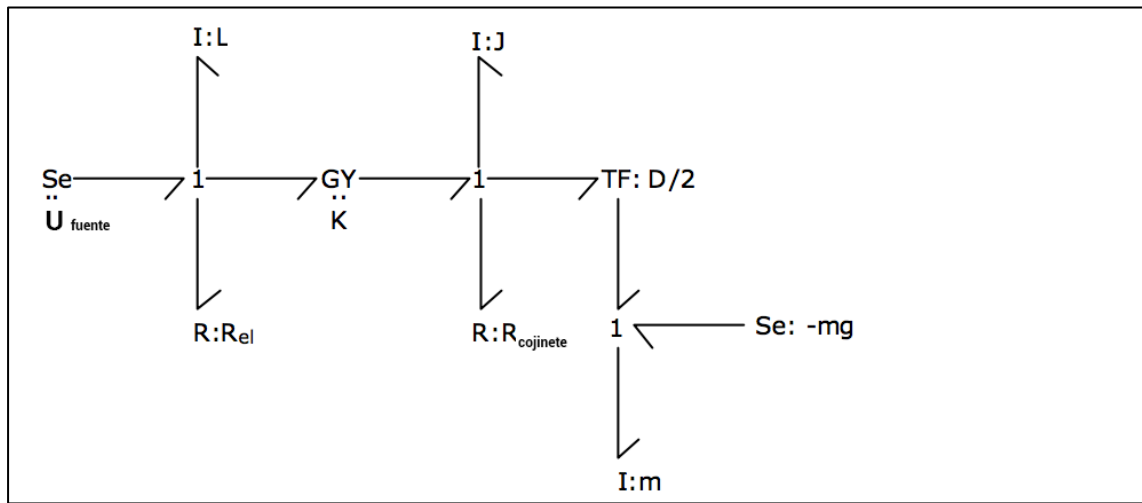 I:L
I:J
Se 1 GY 1 TF: D/2
:
U fuente
:
K
R:Rel
R:Rcojinete
1
Se: -mg
I:m